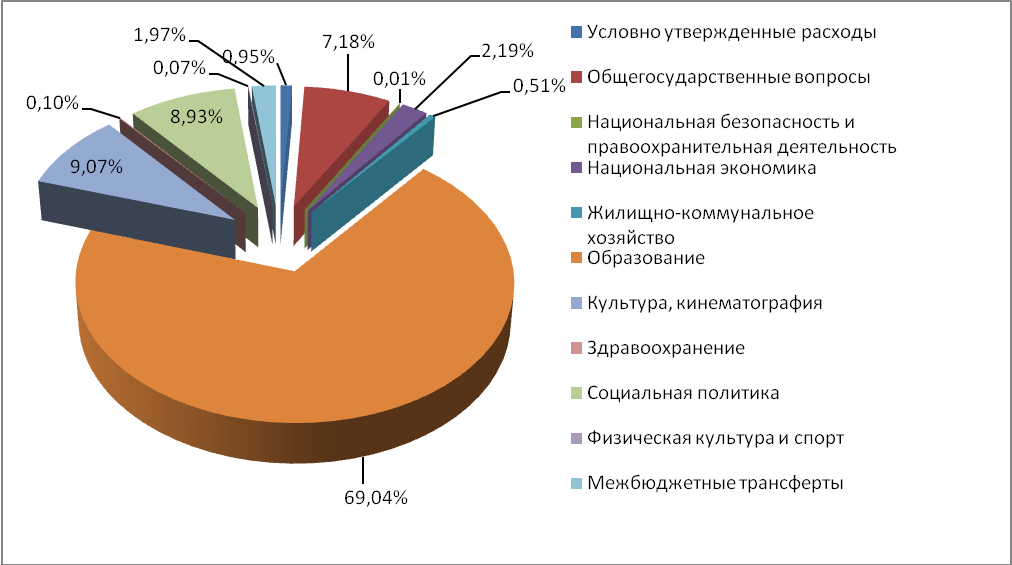 1,97%
0,95%
7,18%
2,19%
0,07%
0,01%
0,51%
0,10%
8,93%
9,07%
69,04%
Условно утвержденные расходы
Общегосударственные вопросы
Национальная безопасность и
правоохранительная деятельность
Национальная экономика
Жилищно-коммунальное
хозяйство
Образование
Культура, кинематография
Здравоохранение
Социальная политика
Физическая культура и спорт
Межбюджетные трансферты